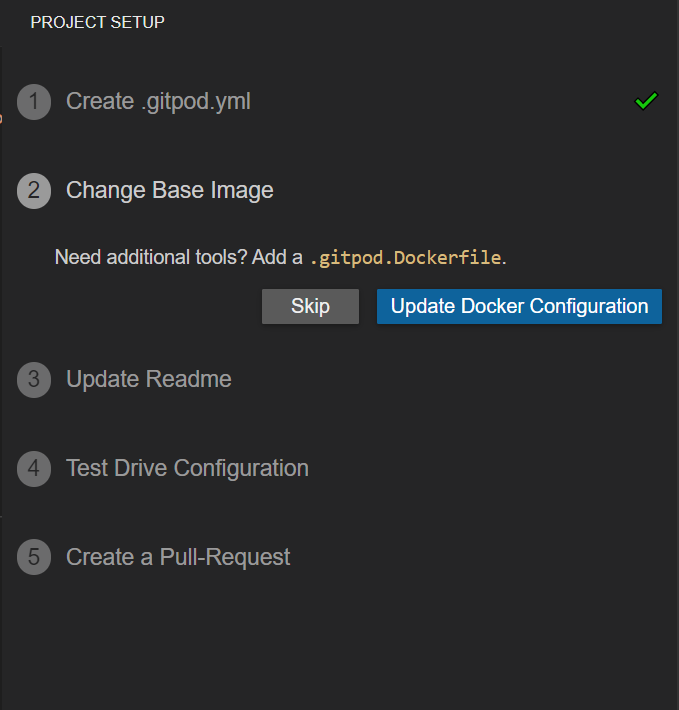 PROJECT SETUP
1 Create .gitpod.yml
2 Change Base Image
Need additional tools? Add a .gitpod.Dockerfile.
Skip Update Docker Configuration
3 Update Readme
4 Test Drive Configuration
5 Create a Pull-Request